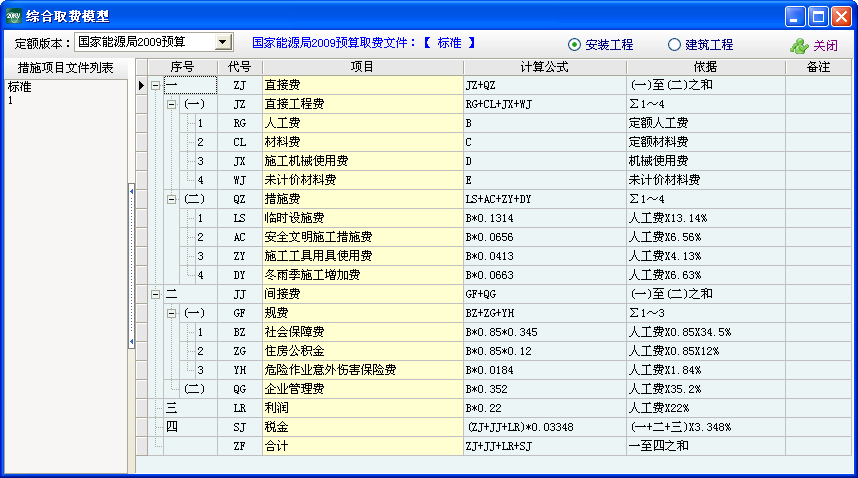 20KV 综合取费模型
定额版本： 国家能源局2009预算 国家能源局2009预算取费文件：【 标准 】 安装工程 建筑工程 关闭
措施项目文件列表
标准
1
序号 代号 项目 计算公式 依据 备注
一 ZJ 直接费 JZ+QZ (一)至(二)之和
(一) JZ 直接工程费 RG+CL+JX+WJ Σ1～4
1 RG 人工费 B 定额人工费
2 CL 材料费 C 定额材料费
3 JX 施工机械使用费 D 机械使用费
4 WJ 未计价材料费 E 未计价材料费
(二) QZ 措施费 LS+AC+ZY+DY Σ1～4
1 LS 临时设施费 B*0.1314 人工费X13.14%
2 AC 安全文明施工措施费 B*0.0656 人工费X6.56%
3 ZY 施工工具用具使用费 B*0.0413 人工费X4.13%
4 DY 冬雨季施工增加费 B*0.0663 人工费X6.63%
二 JJ 间接费 GF+QG (一)至(二)之和
(一) GF 规费 BZ+ZG+YH Σ1～3
1 BZ 社会保障费 B*0.85*0.345 人工费X0.85X34.5%
2 ZG 住房公积金 B*0.85*0.12 人工费X0.85X12%
3 YH 危险作业意外伤害保险费 B*0.0184 人工费X1.84%
(二) QG 企业管理费 B*0.352 人工费X35.2%
三 LR 利润 B*0.22 人工费X22%
四 SJ 税金 (ZJ+JJ+LR)*0.03348 (一+二+三)X3.348%
ZF 合计 ZJ+JJ+LR+SJ 一至四之和